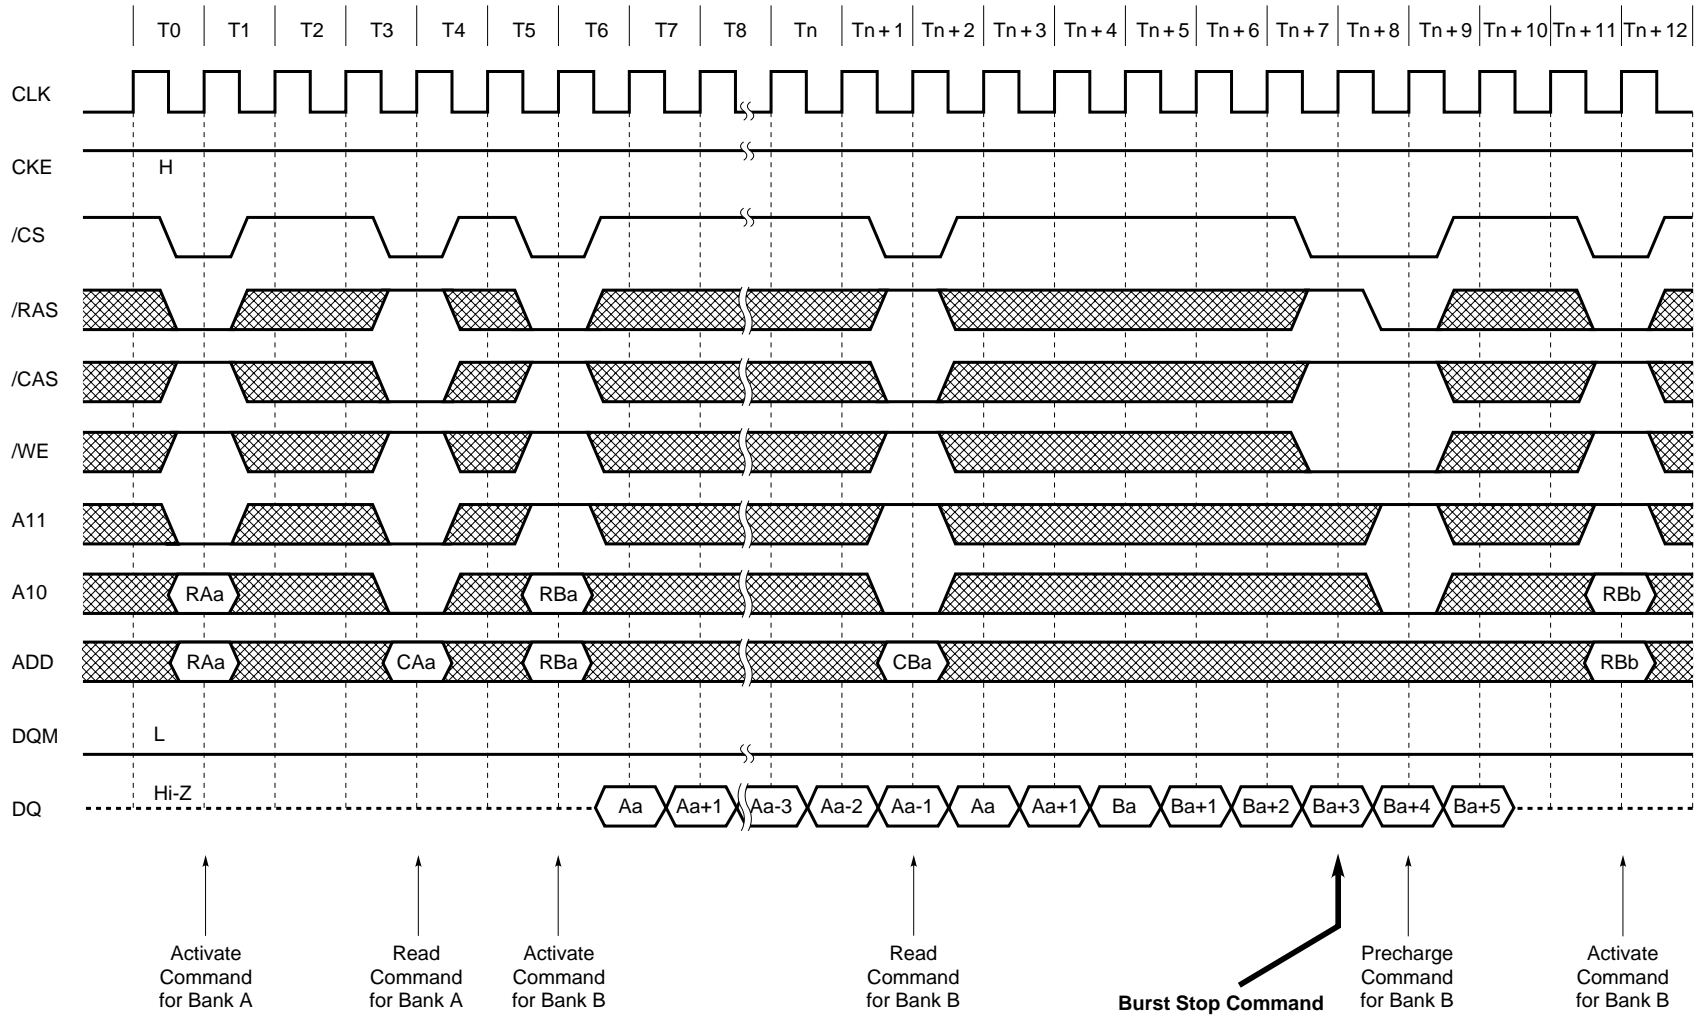 T0 T1 T2 T3 T4 T5 T6 T7 T8 Tn Tn + 1 Tn + 2 Tn + 3 Tn + 4 Tn + 5 Tn + 6 Tn + 7 Tn + 8 Tn + 9 Tn + 10 Tn + 11 Tn + 12
CLK
CKE H
/CS
/RAS
/CAS
/WE
A11
A10 RAa RBa RBb
ADD RAa CAa RBa CBa RBb
DQM L
DQ Hi-Z Aa Aa+1 Aa-3 Aa-2 Aa-1 Aa Aa+1 Ba Ba+1 Ba+2 Ba+3 Ba+4 Ba+5
Activate
Command
for Bank A
Read
Command
for Bank A
Activate
Command
for Bank B
Read
Command
for Bank B
Burst Stop Command
Precharge
Command
for Bank B
Activate
Command
for Bank B